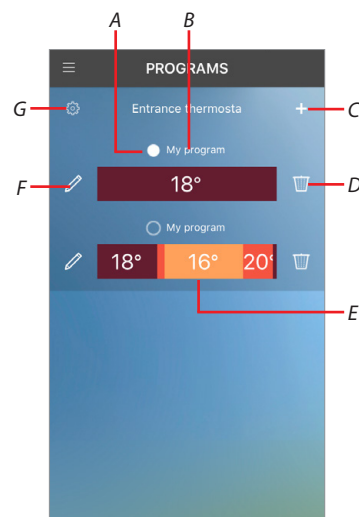 A B
PROGRAMS
G Entrance thermosta + C
My program
F 18° D
My program
18° 16° 20°
E